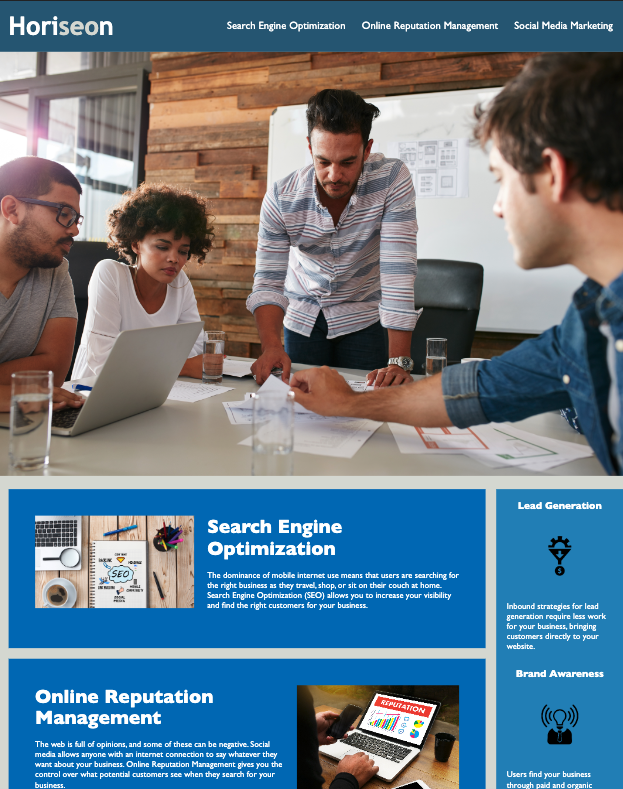 Horiseon
Search Engine Optimization
Online Reputation Management
Social Media Marketing
Search Engine
Optimization
The dominance of mobile internet use means that users are searching for
the right business as they travel, shop, or sit on their couch at home.
Search Engine Optimization (SEO) allows you to increase your visibility
and find the right customers for your business.
SEO
Online Reputation
Management
The web is full of opinions, and some of these can be negative. Social
media allows anyone with an internet connection to say whatever they
want about your business. Online Reputation Management gives you the
control over what potential customers see when they search for your
business.
REPUTATION
Lead Generation
Inbound strategies for lead
generation require less work
for your business, bringing
customers directly to your
website.
Brand Awareness
Users find your business
through paid and organic